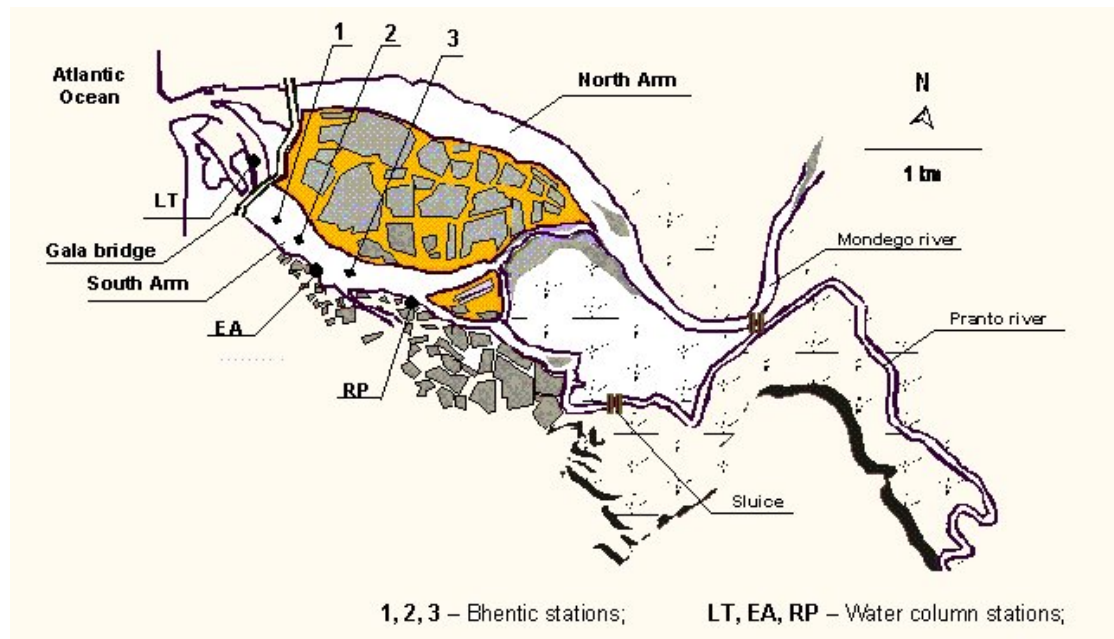 1
2
3
Atlantic
Ocean
North Arm
N
1 km
LT
Mondego river
Gala bridge
South Arm
Pranto river
EA
RP
Sluice
1, 2, 3 – Bhentic stations;
LT, EA, RP – Water column stations;